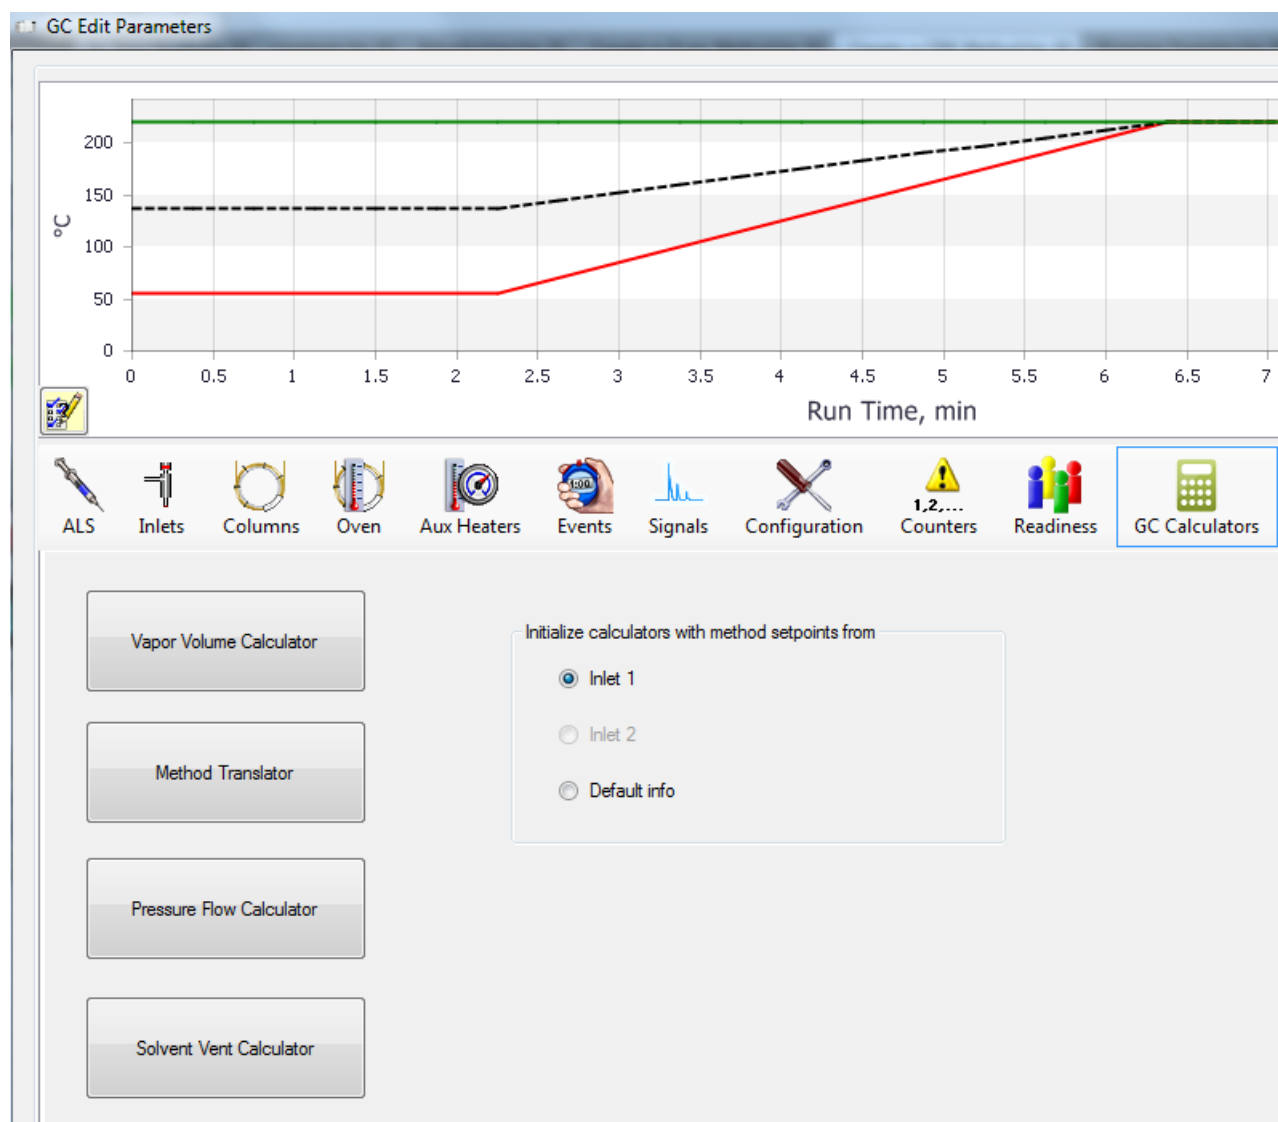 GC Edit Parameters
200
150
°C
100
50
0
0 0.5 1 1.5 2 2.5 3 3.5 4 4.5 5 5.5 6 6.5 7
Run Time, min
1:00
1,2,...
ALS Inlets Columns Oven Aux Heaters Events Signals Configuration Counters Readiness GC Calculators
Vapor Volume Calculator
Initialize calculators with method setpoints from
Inlet 1
Inlet 2
Method Translator
Default info
Pressure Flow Calculator
Solvent Vent Calculator